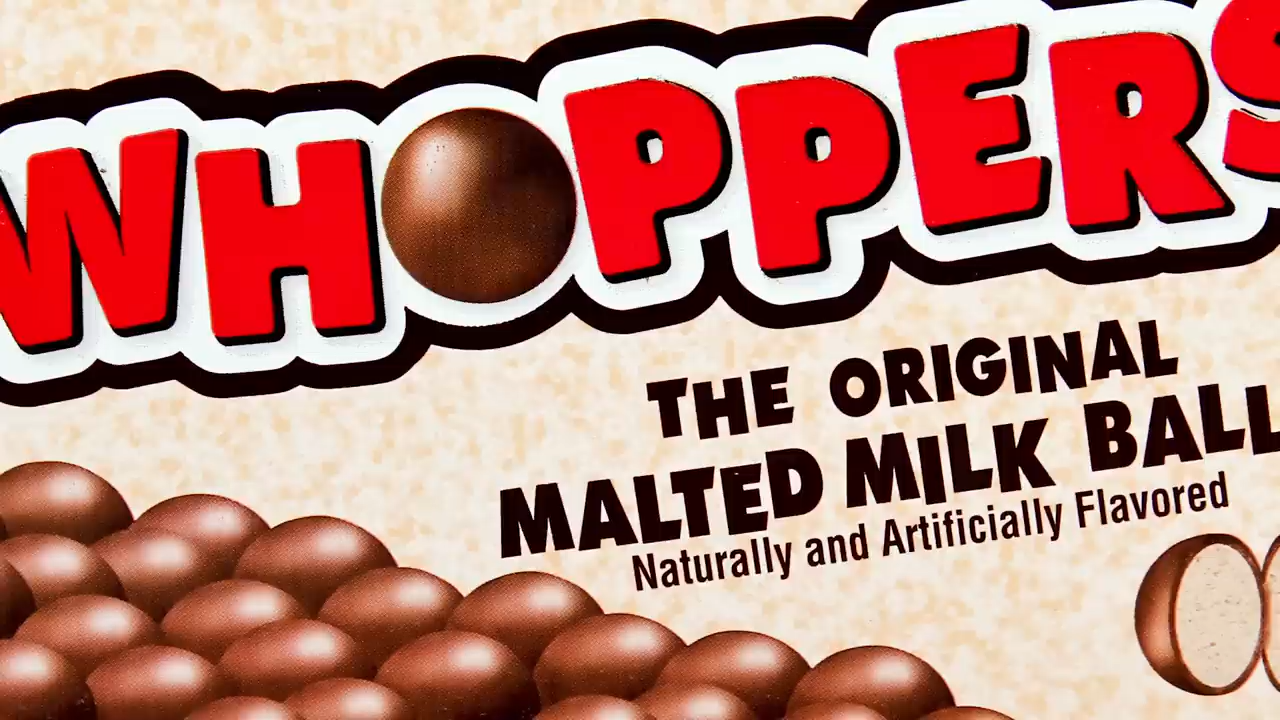 WHOPPERS
THE ORIGINAL
MALTED MILK BALL
Naturally and Artificially Flavored